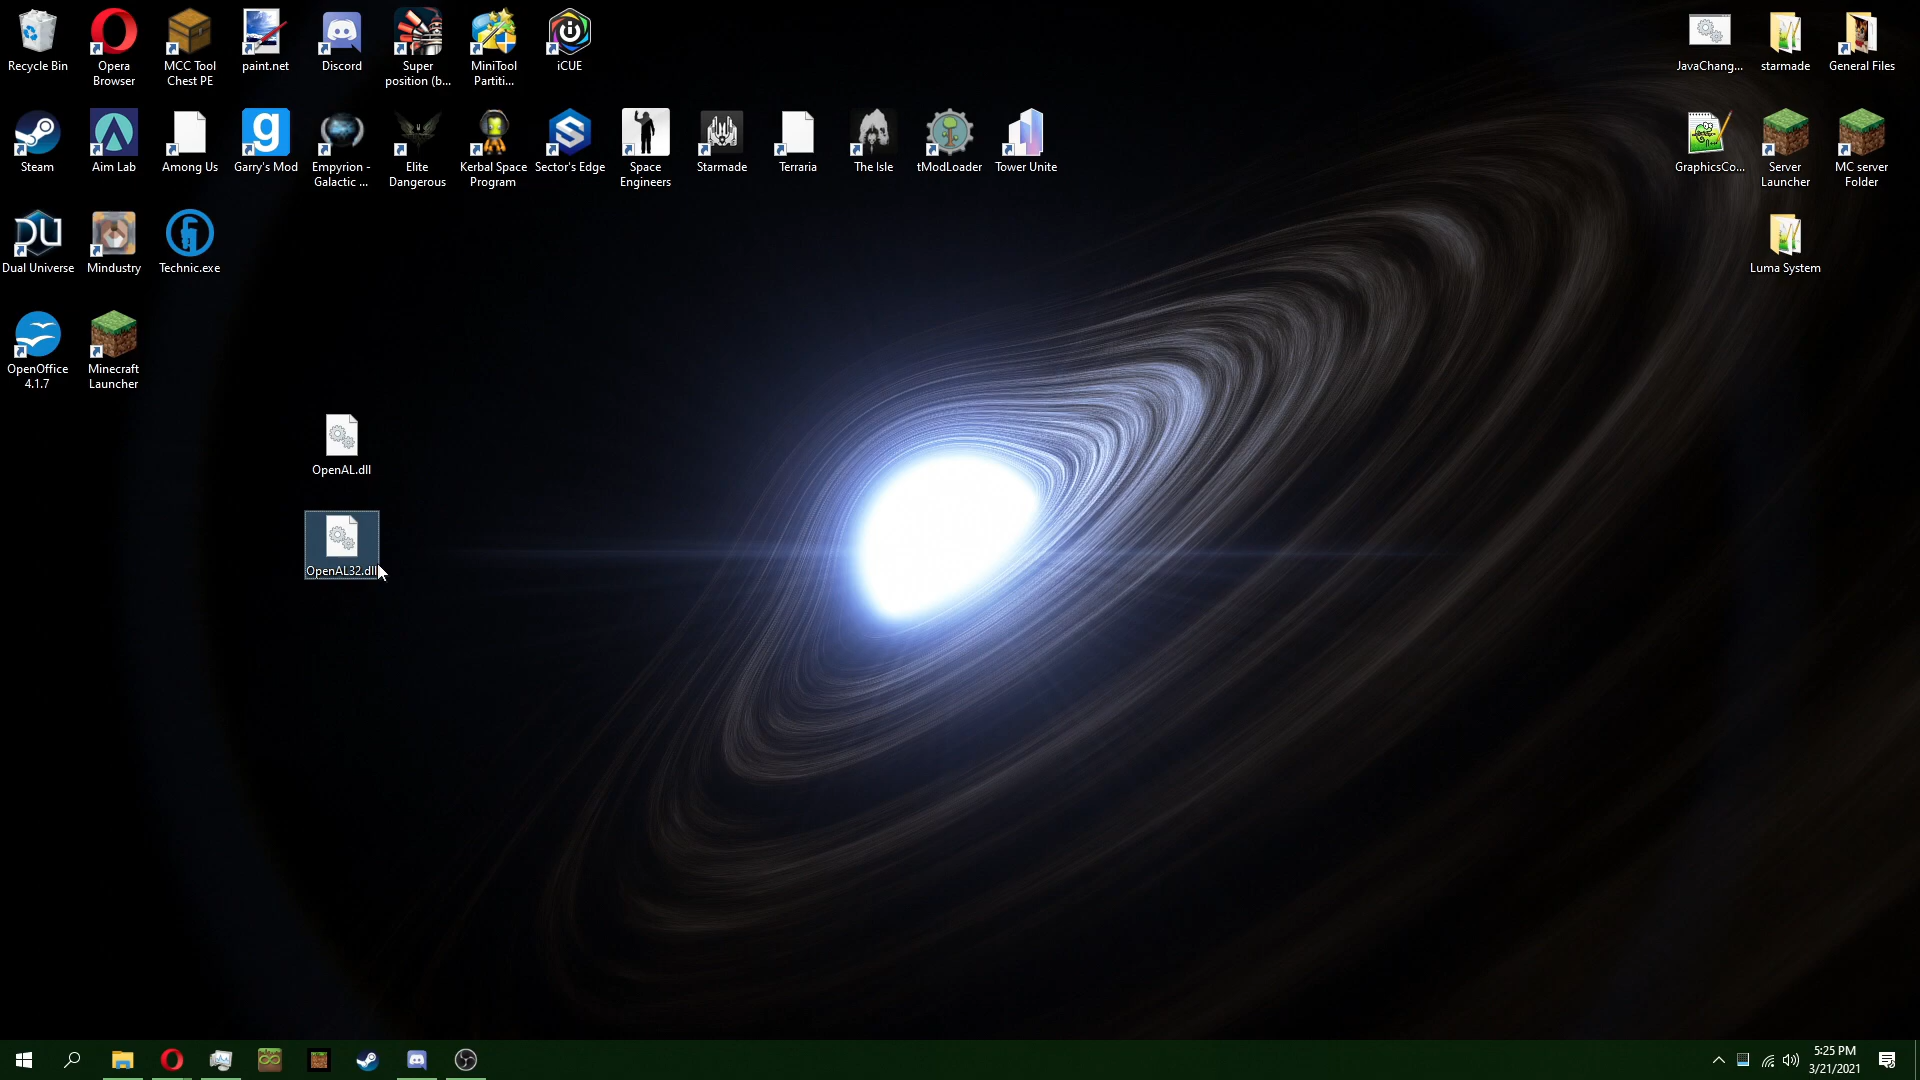 Recycle Bin
Opera
Browser
MCC Tool
Chest PE
paint.net
Discord
Super
position (b...
MiniTool
Partiti...
iCUE
JavaChang...
starmade
General Files
Steam
Aim Lab
Among Us
Garry's Mod
Empyrion -
Galactic ...
Elite
Dangerous
Kerbal Space
Program
Sector's Edge
Space
Engineers
Starmade
Terraria
The Isle
tModLoader
Tower Unite
GraphicsCo...
Server
Launcher
MC server
Folder
Dual Universe
Mindustry
Technic.exe
Luma System
OpenOffice
4.1.7
Minecraft
Launcher
OpenAL.dll
OpenAL32.dll
5:25 PM
3/21/2021